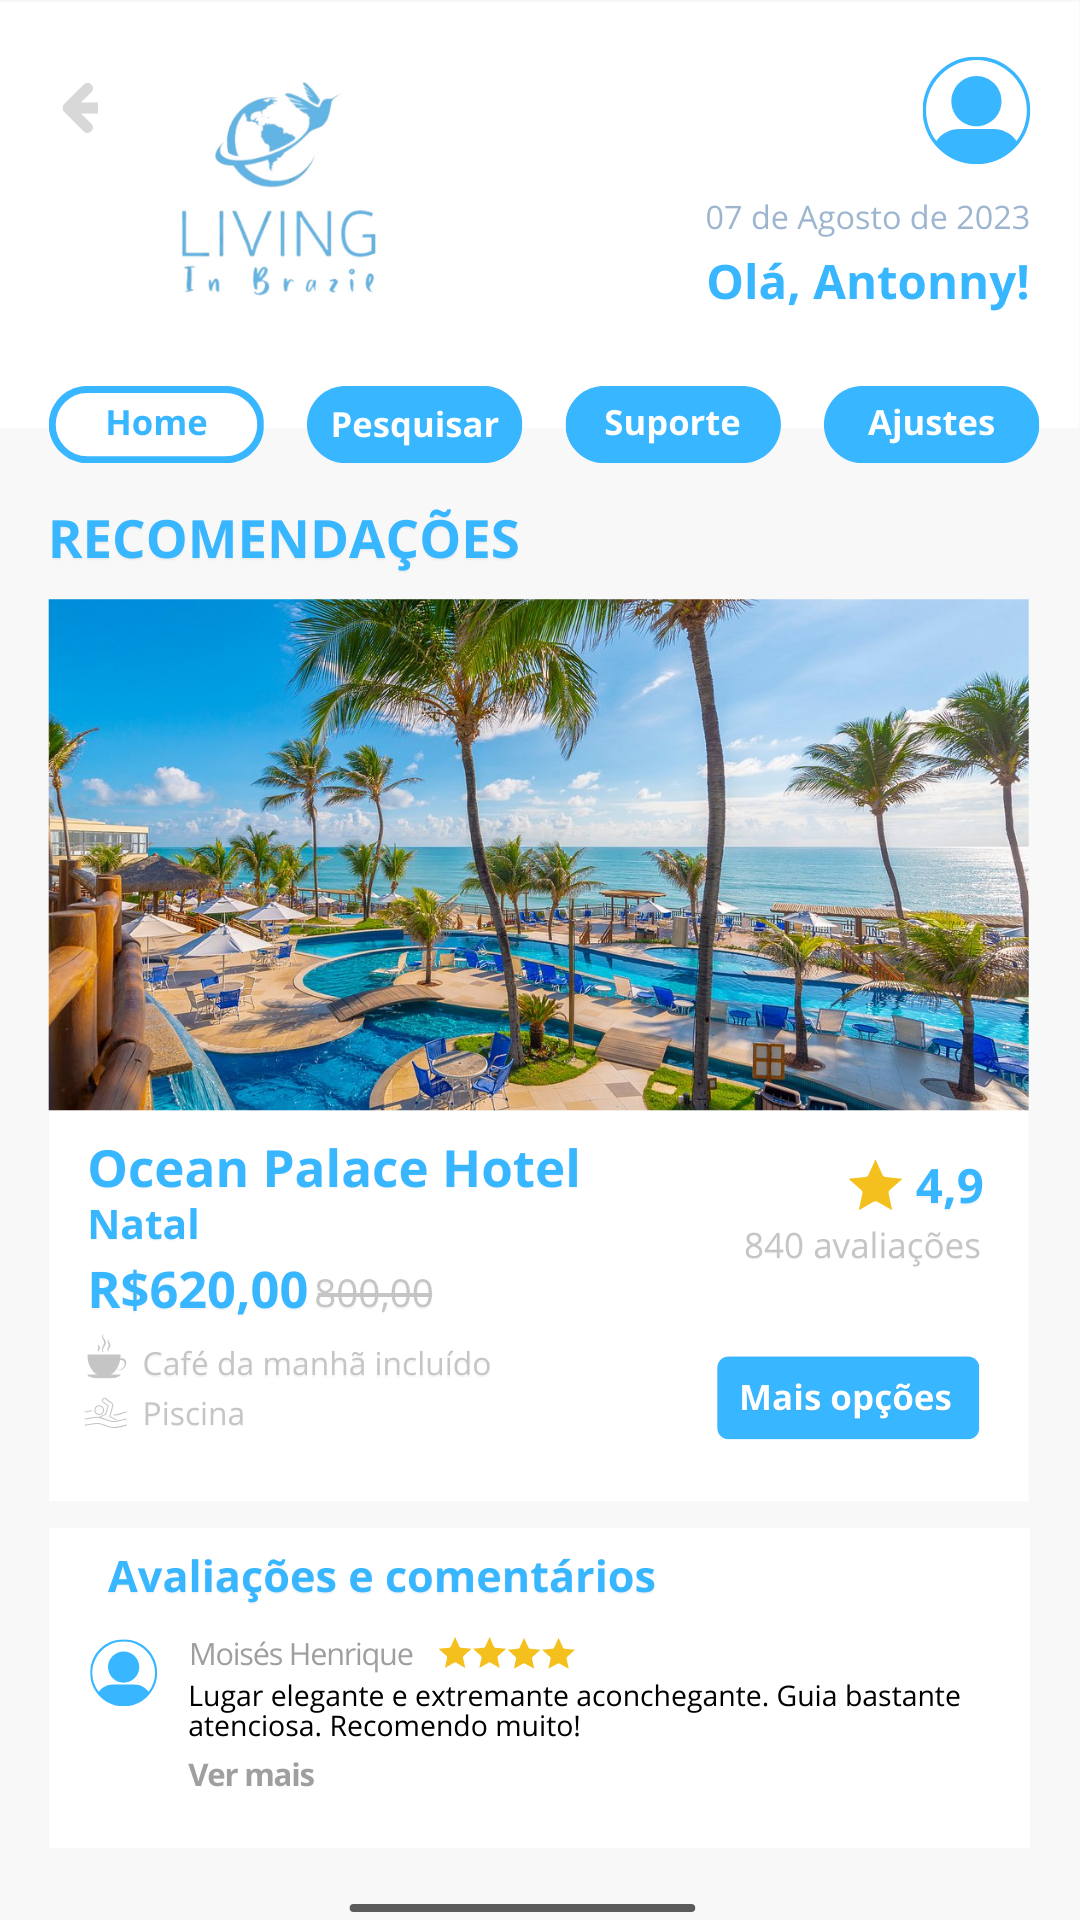 LIVING
In Brazil
07 de Agosto de 2023
Olá, Antonny!
Home
Pesquisar
Suporte
Ajustes
RECOMENDAÇÕES
Ocean Palace Hotel
Natal
R$620,00 800,00
4,9
840 avaliações
Café da manhã incluído
Piscina
Mais opções
Avaliações e comentários
Moisés Henrique
Lugar elegante e extremante aconchegante. Guia bastante
atenciosa. Recomendo muito!
Ver mais